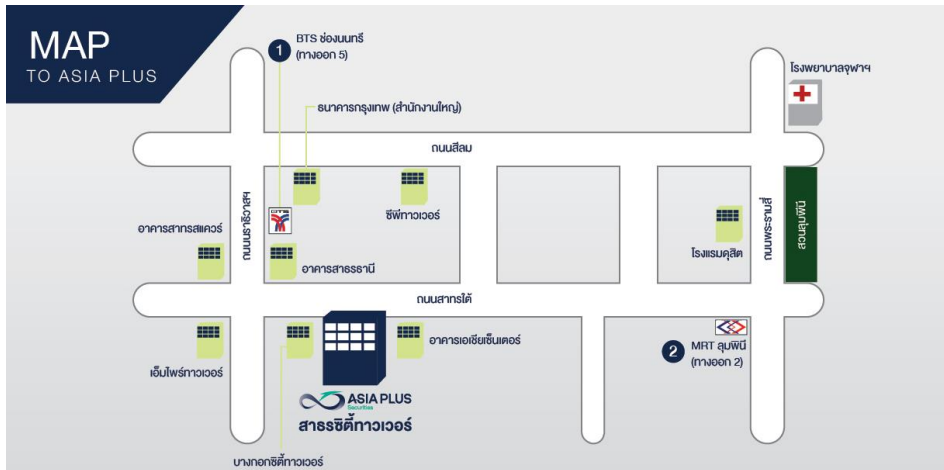 MAP
TO ASIA PLUS
1
BTS ช่องนนทรี
(ทางออก 5)
ธนาคารกรุงเทพ (สำนักงานใหญ่)
โรงพยาบาลจุฬาฯ
ถนนสีลม
ถนนนราธิวาสฯ
BTS
ซีพีทาวเวอร์
ถนนพระรามสี่
สวนลุมพินี
อาคารสาทรสแควร์
อาคารสาธรธานี
โรงแรมดุสิต
ถนนสาทรใต้
เอ็มไพร์ทาวเวอร์
อาคารเอเชียเซ็นเตอร์
2
MRT ลุมพินี
(ทางออก 2)
ASIA PLUS
Securities
สาธรซิตี้ทาวเวอร์
บางกอกซิตี้ทาวเวอร์